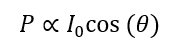 P ∝ I₀cos (θ)